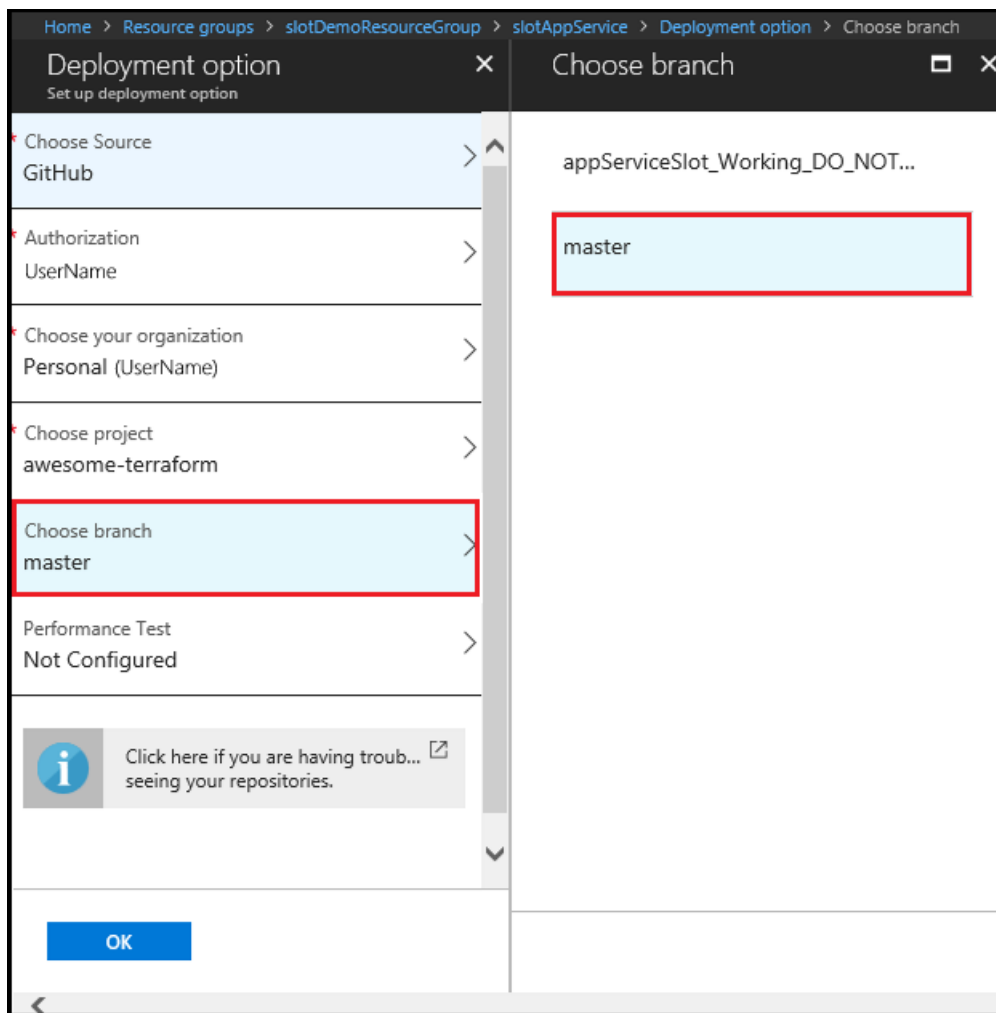 Home > Resource groups > slotDemoResourceGroup > slotAppService > Deployment option > Choose branch
Deployment option
Set up deployment option
* Choose Source
GitHub
* Authorization
UserName
* Choose your organization
Personal (UserName)
* Choose project
awesome-terraform
Choose branch
master
Performance Test
Not Configured
Click here if you are having troub...
seeing your repositories.
OK
Choose branch
appServiceSlot_Working_DO_NOT...
master